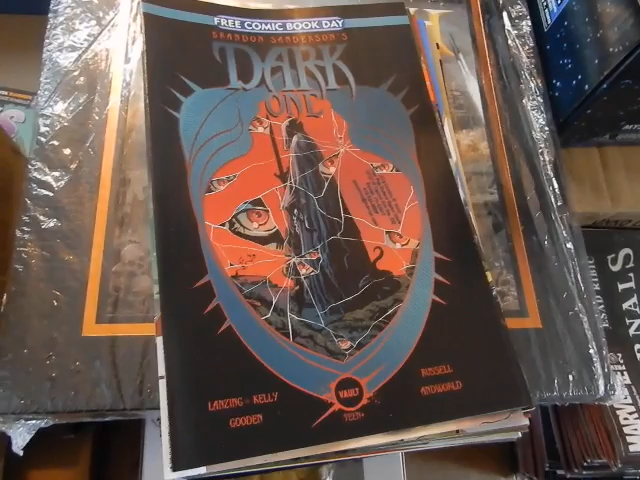 FREE COMIC BOOK DAY
BRANDON SANDERSON'S
DARK
ONE
LANZING + KELLY
GOODEN
VAULT
TEEN+
RUSSELL
ANDWORLD
MARVEL